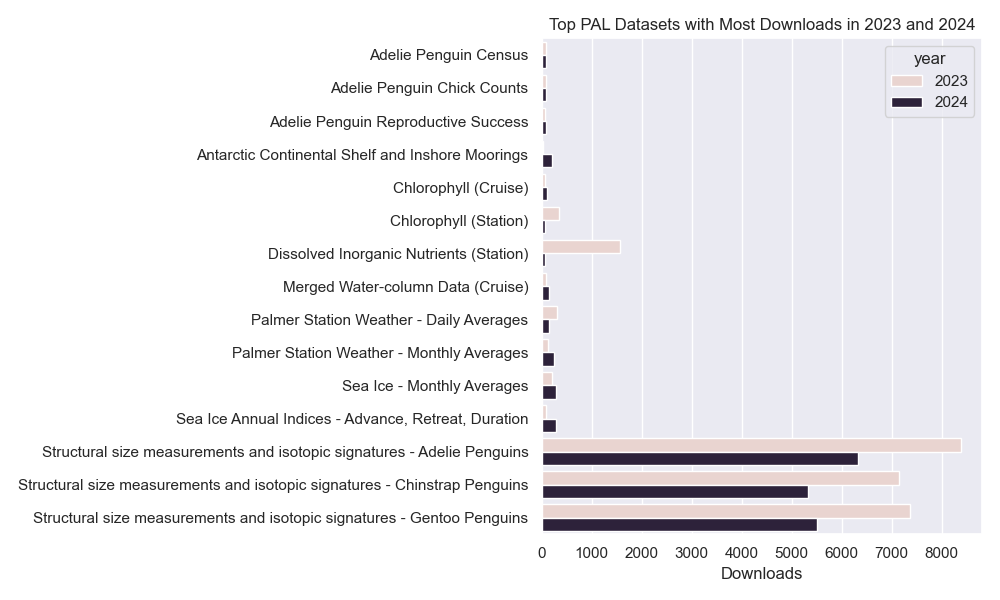 Top PAL Datasets with Most Downloads in 2023 and 2024
year
2023
2024
Adelie Penguin Census
Adelie Penguin Chick Counts
Adelie Penguin Reproductive Success
Antarctic Continental Shelf and Inshore Moorings
Chlorophyll (Cruise)
Chlorophyll (Station)
Dissolved Inorganic Nutrients (Station)
Merged Water-column Data (Cruise)
Palmer Station Weather - Daily Averages
Palmer Station Weather - Monthly Averages
Sea Ice - Monthly Averages
Sea Ice Annual Indices - Advance, Retreat, Duration
Structural size measurements and isotopic signatures - Adelie Penguins
Structural size measurements and isotopic signatures - Chinstrap Penguins
Structural size measurements and isotopic signatures - Gentoo Penguins
0 1000 2000 3000 4000 5000 6000 7000 8000
Downloads